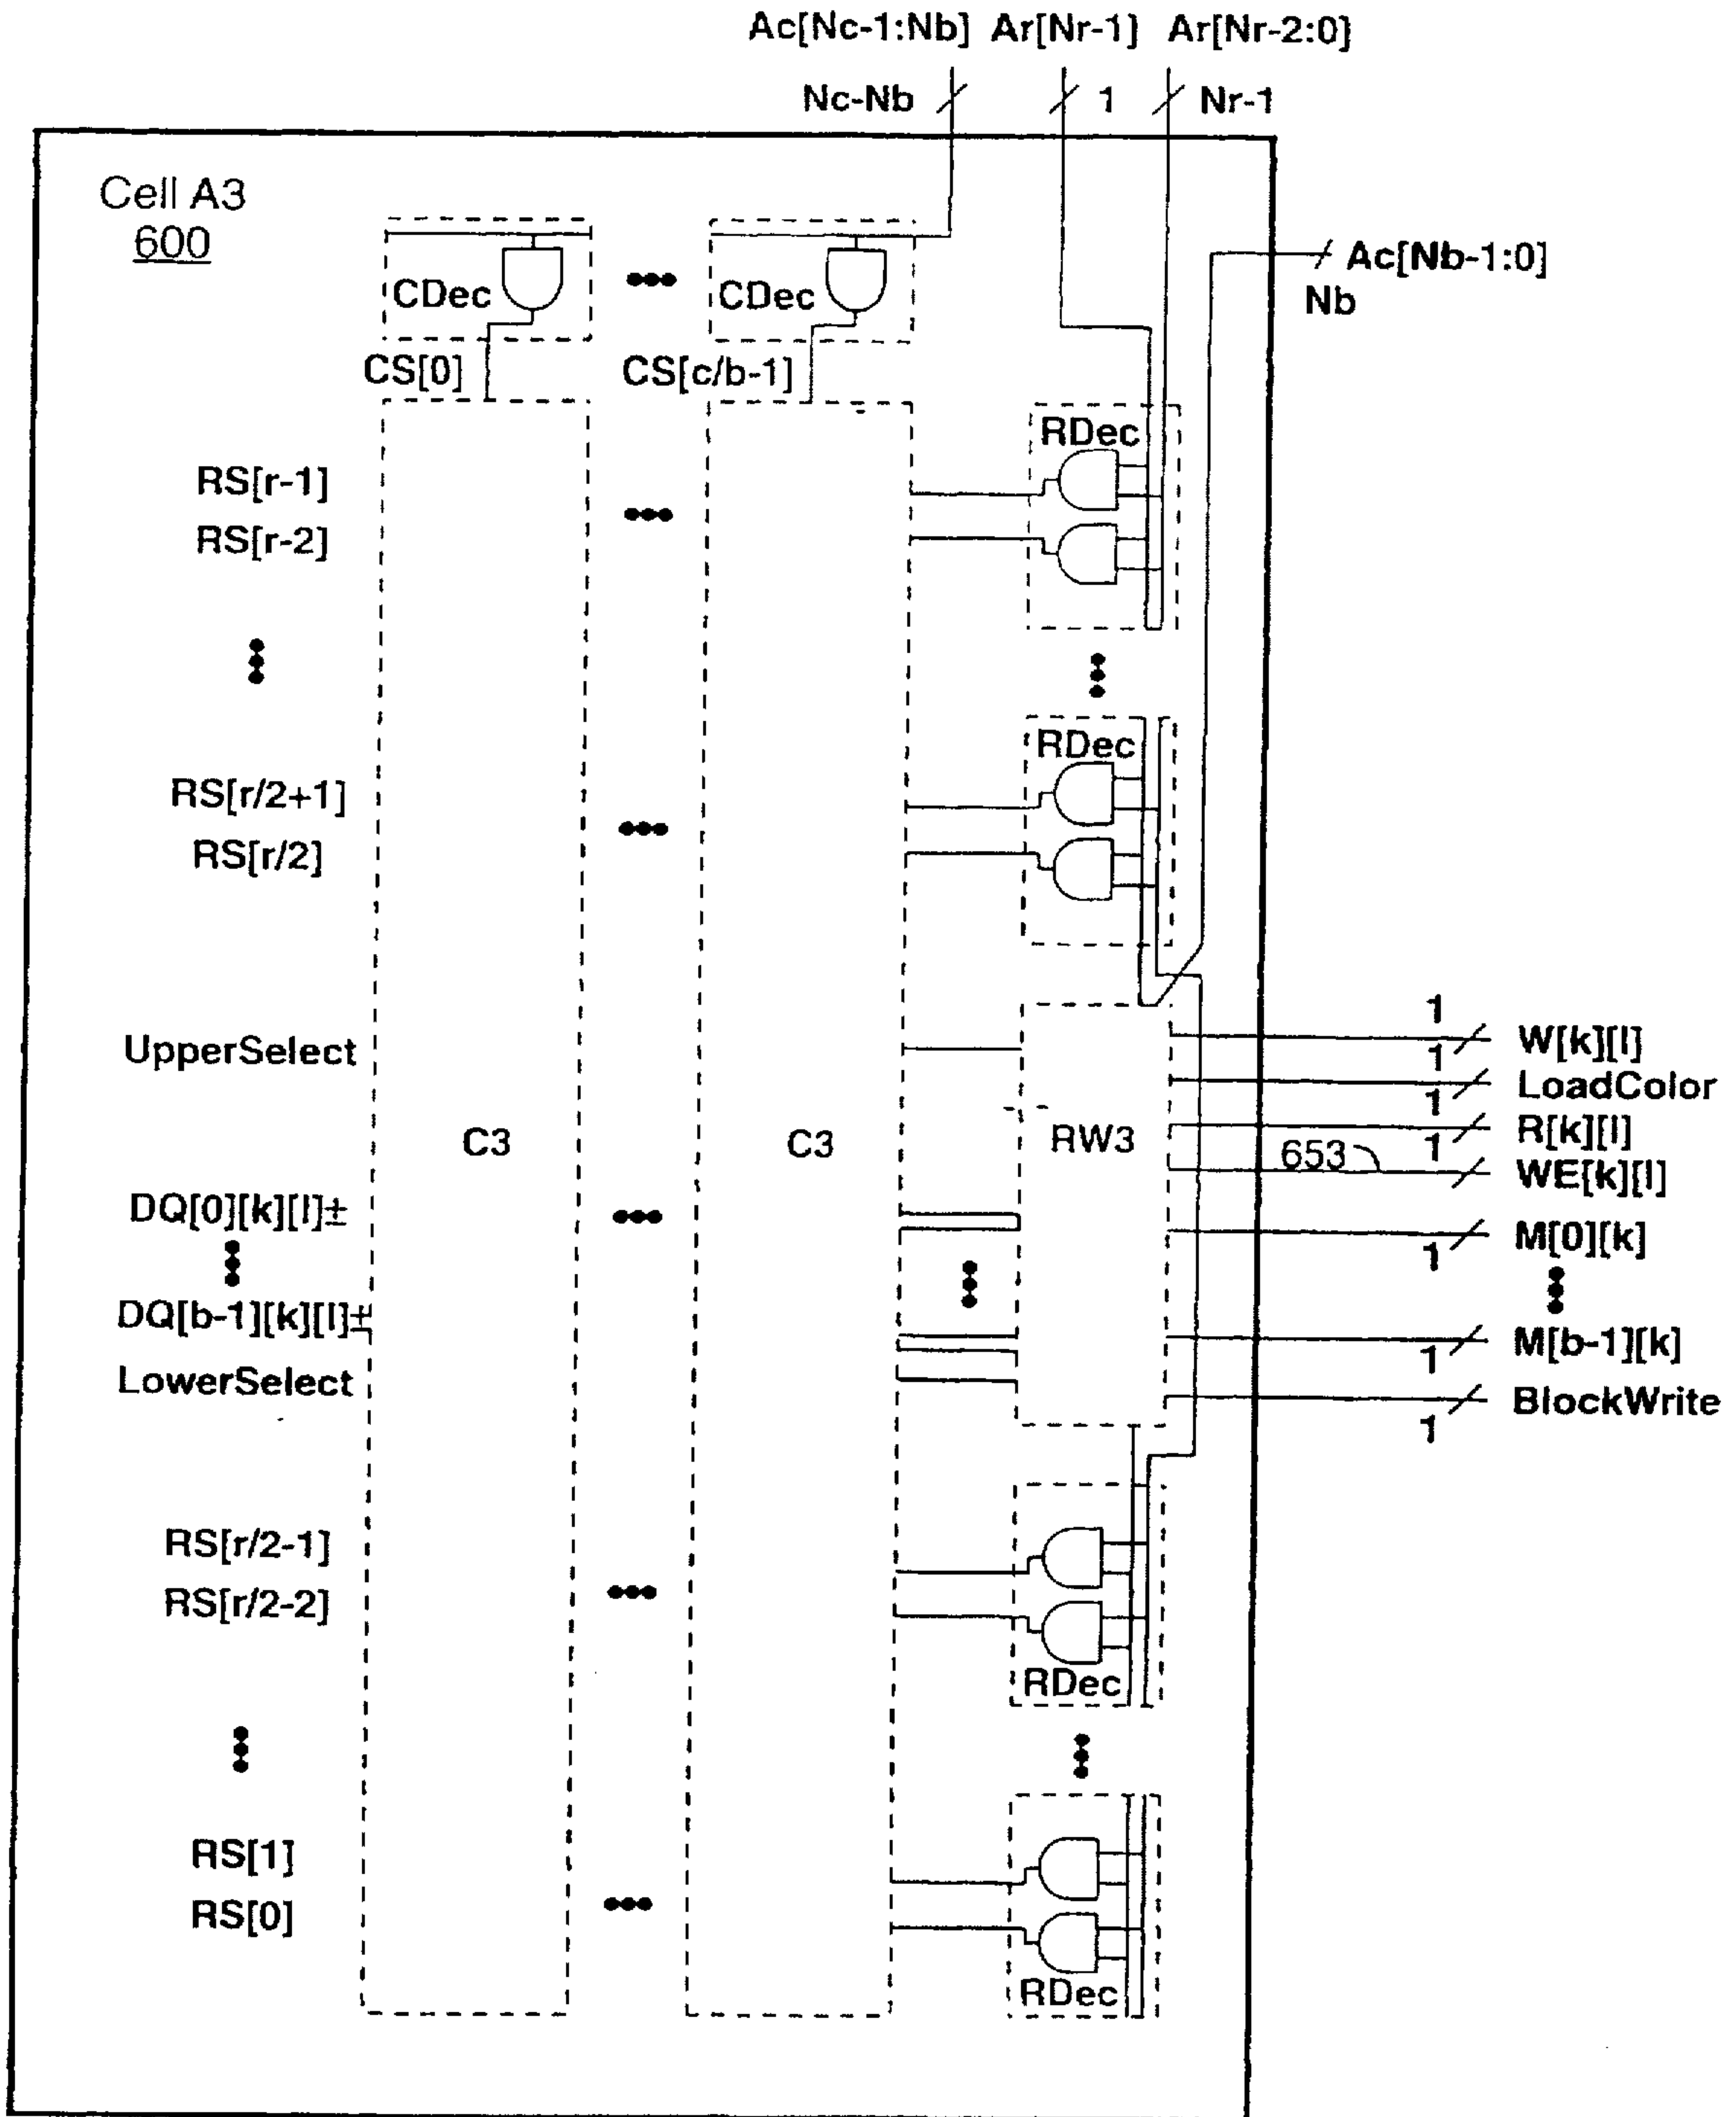 Ac[Nc-1:Nb] Ar[Nr-1] Ar[Nr-2:0]
Nc-Nb 1 Nr-1
Cell A3
600
Ac[Nb-1:0]
Nb
CDec CDec
CS[0] CS[c/b-1]
RDec
RS[r-1]
RS[r-2]
RDec
RS[r/2+1]
RS[r/2]
1
UpperSelect W[k][l]
1
LoadColor
1
C3 C3 RW3 R[k][l]
1
653 WE[k][l]
DQ[0][k][l]± M[0][k]
1
DQ[b-1][k][l]± M[b-1][k]
1
LowerSelect BlockWrite
1
RS[r/2-1]
RS[r/2-2]
RDec
RS[1]
RS[0]
RDec